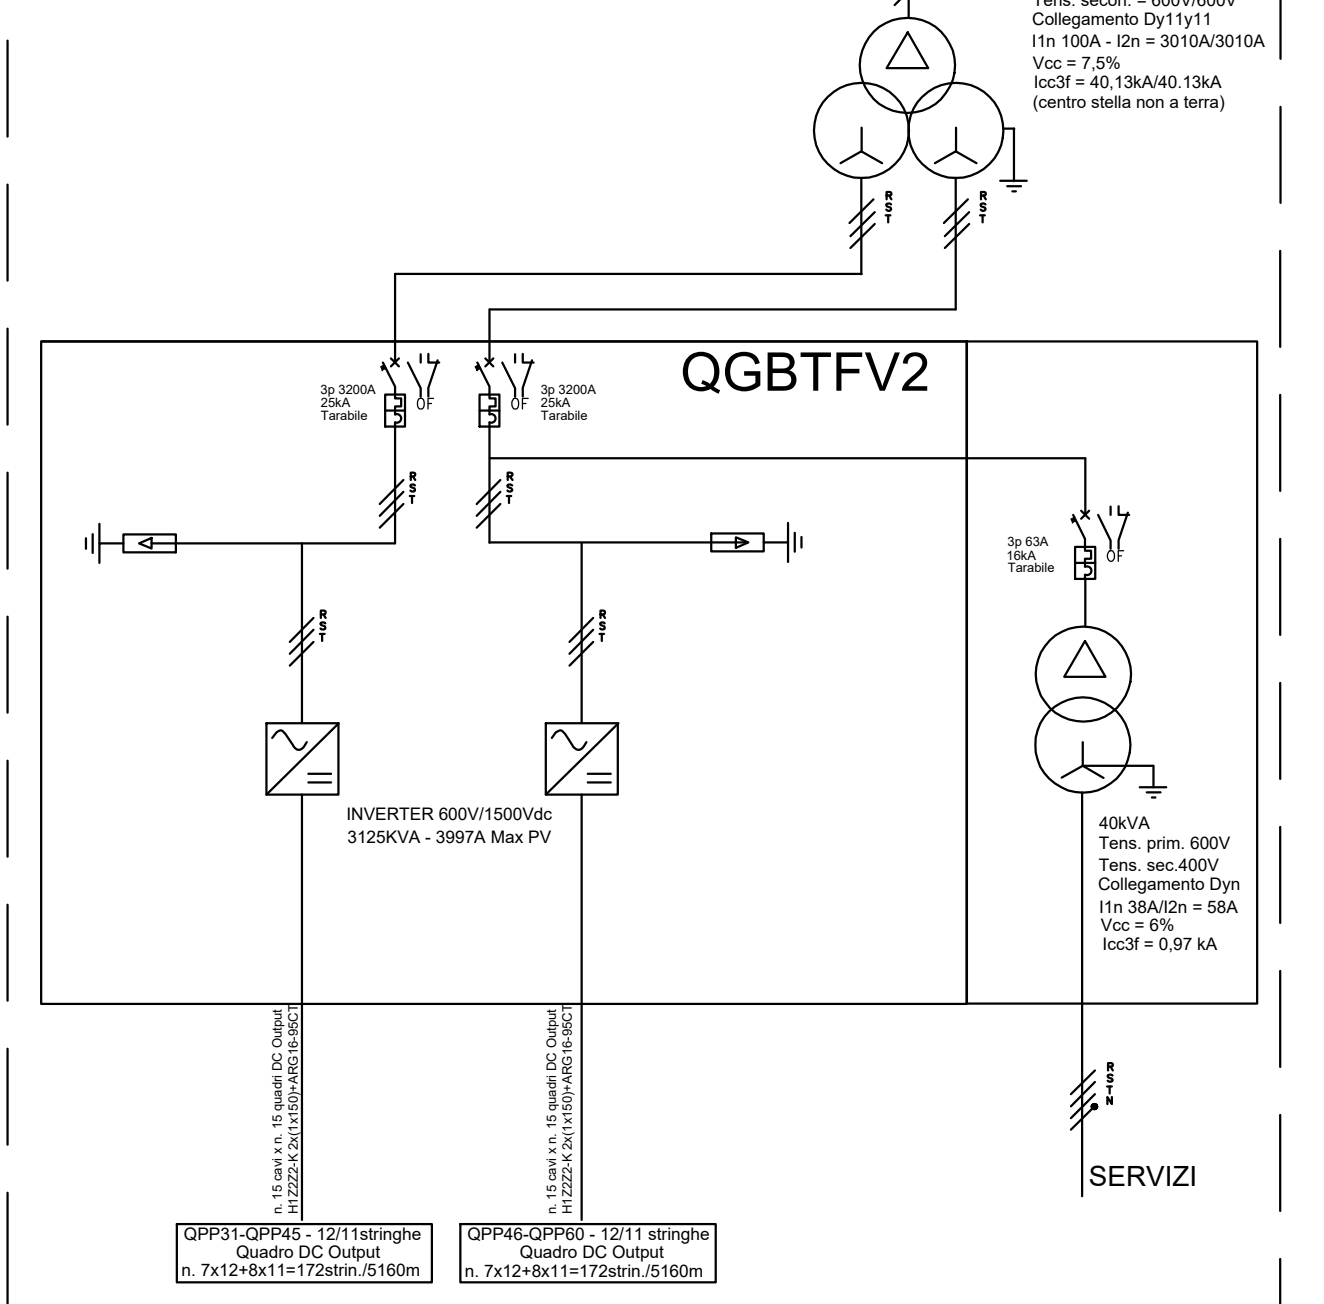 Tens. secon. = 600V/600V
Collegamento Dy11y11
I1n 100A - I2n = 3010A/3010A
Vcc = 7,5%
Icc3f = 40,13kA/40.13kA
(centro stella non a terra)
R
S
T
R
S
T
QGBTFV2
3p 3200A
25kA
Tarabile
OF
OF
3p 3200A
25kA
Tarabile
R
S
T
R
S
T
3p 63A
16kA
Tarabile
OF
R
S
T
R
S
T
INVERTER 600V/1500Vdc
3125KVA - 3997A Max PV
40kVA
Tens. prim. 600V
Tens. sec.400V
Collegamento Dyn
I1n 38A/I2n = 58A
Vcc = 6%
Icc3f = 0,97 kA
n. 15 cavi x n. 15 quadri DC Output
H1Z2Z2-K 2x(1x150)+ARG16-95CT
n. 15 cavi x n. 15 quadri DC Output
H1Z2Z2-K 2x(1x150)+ARG16-95CT
R
S
T
N
SERVIZI
QPP31-QPP45 - 12/11stringhe
Quadro DC Output
n. 7x12+8x11=172strin./5160m
QPP46-QPP60 - 12/11 stringhe
Quadro DC Output
n. 7x12+8x11=172strin./5160m